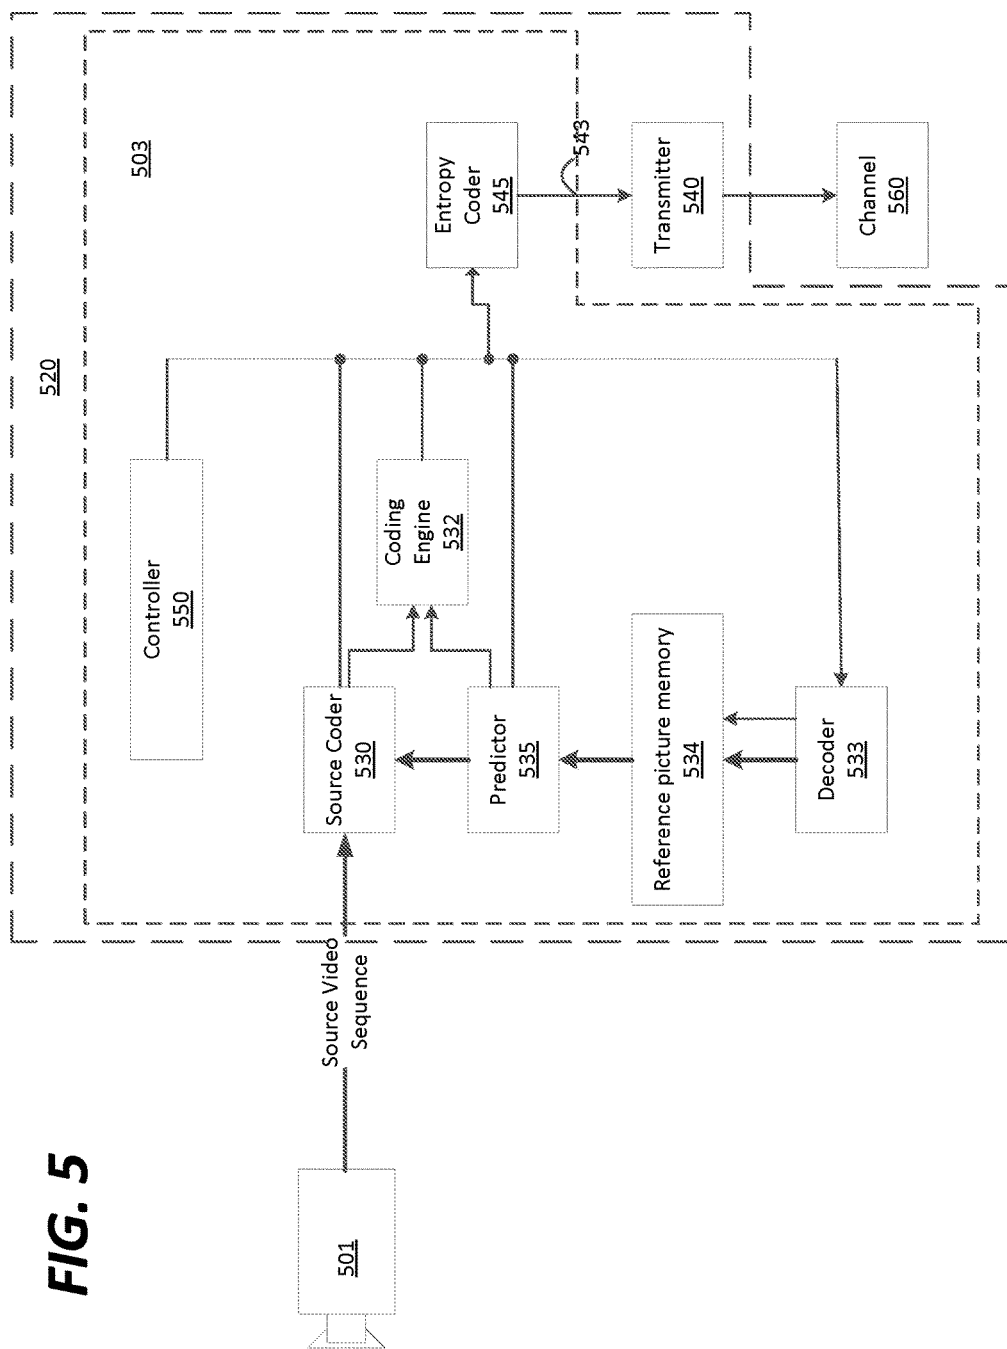 FIG. 5
520
503
501
Source Video
Sequence
Controller
550
Source Coder
530
Coding
Engine
532
Predictor
535
Reference picture memory
534
Decoder
533
Entropy
Coder
545
543
Transmitter
540
Channel
560